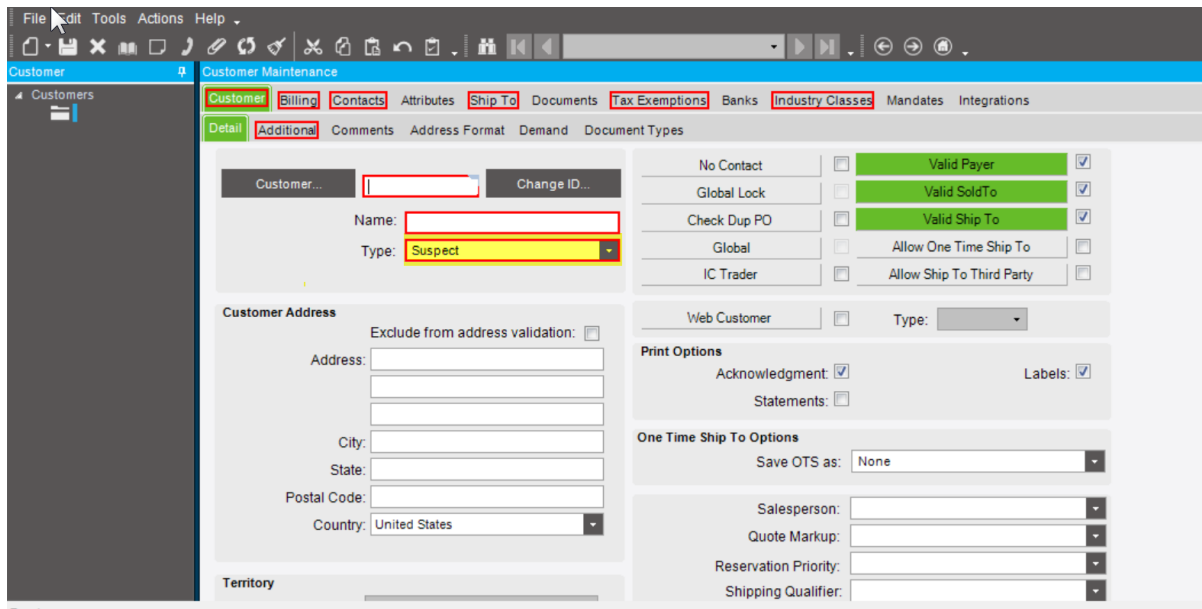 File Edit Tools Actions Help
Customer
Customers
Customer Maintenance
Customer Billing Contacts Attributes Ship To Documents Tax Exemptions Banks Industry Classes Mandates Integrations
Detail Additional Comments Address Format Demand Document Types
Customer... Change ID...
Name:
Type: Suspect
Customer Address
Exclude from address validation:
Address:
City:
State:
Postal Code:
Country: United States
Territory
No Contact Valid Payer
Global Lock Valid SoldTo
Check Dup PO Valid Ship To
Global Allow One Time Ship To
IC Trader Allow Ship To Third Party
Web Customer Type:
Print Options
Acknowledgment: Labels:
Statements:
One Time Ship To Options
Save OTS as: None
Salesperson:
Quote Markup:
Reservation Priority:
Shipping Qualifier: